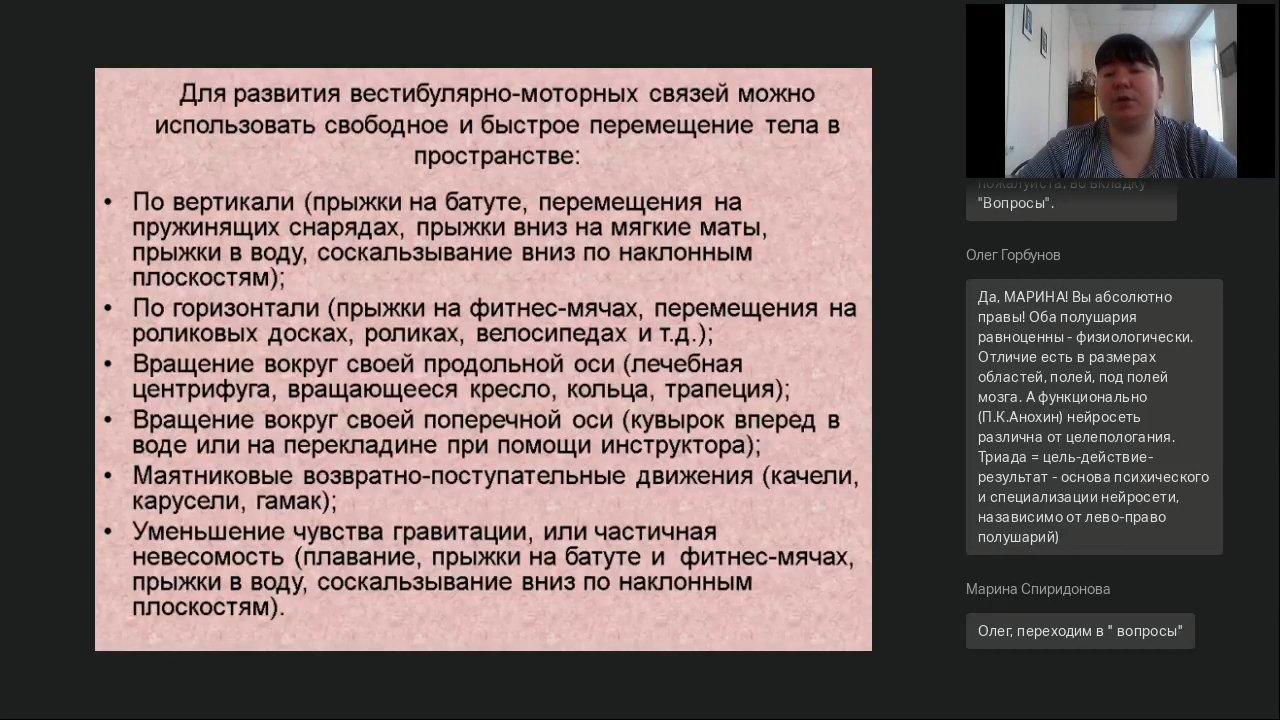 Для развития вестибулярно-моторных связей можно
использовать свободное и быстрое перемещение тела в
пространстве:
• По вертикали (прыжки на батуте, перемещения на
пружинящих снарядах, прыжки вниз на мягкие маты,
прыжки в воду, соскальзывание вниз по наклонным
плоскостям);
• По горизонтали (прыжки на фитнес-мячах, перемещения на
роликовых досках, роликах, велосипедах и т.д.);
• Вращение вокруг своей продольной оси (лечебная
центрифуга, вращающееся кресло, кольца, трапеция);
• Вращение вокруг своей поперечной оси (кувырок вперед в
воде или на перекладине при помощи инструктора);
• Маятниковые возвратно-поступательные движения (качели,
карусели, гамак);
• Уменьшение чувства гравитации, или частичная
невесомость (плавание, прыжки на батуте и фитнес-мячах,
прыжки в воду, соскальзывание вниз по наклонным
плоскостям).
пожалуйста, во вкладку
"Вопросы".
Олег Горбунов
Да, МАРИНА! Вы абсолютно
правы! Оба полушария
равноценны - физиологически.
Отличие есть в размерах
областей, полей, под полей
мозга. А функционально
(П.К.Анохин) нейросеть
различна от целепологания.
Триада = цель-действие-
результат - основа психического
и специализации нейросети,
назависимо от лево-право
полушарий)
Марина Спиридонова
Олег, переходим в " вопросы"